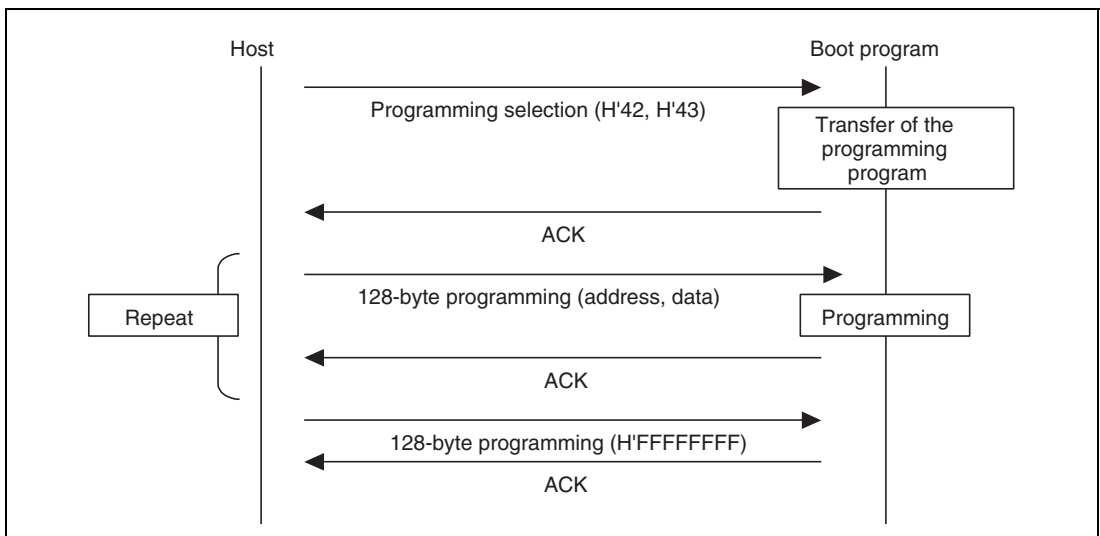 Host
Boot program
Programming selection (H'42, H'43)
Transfer of the
programming
program
ACK
128-byte programming (address, data)
Repeat
Programming
ACK
128-byte programming (H'FFFFFFFF)
ACK